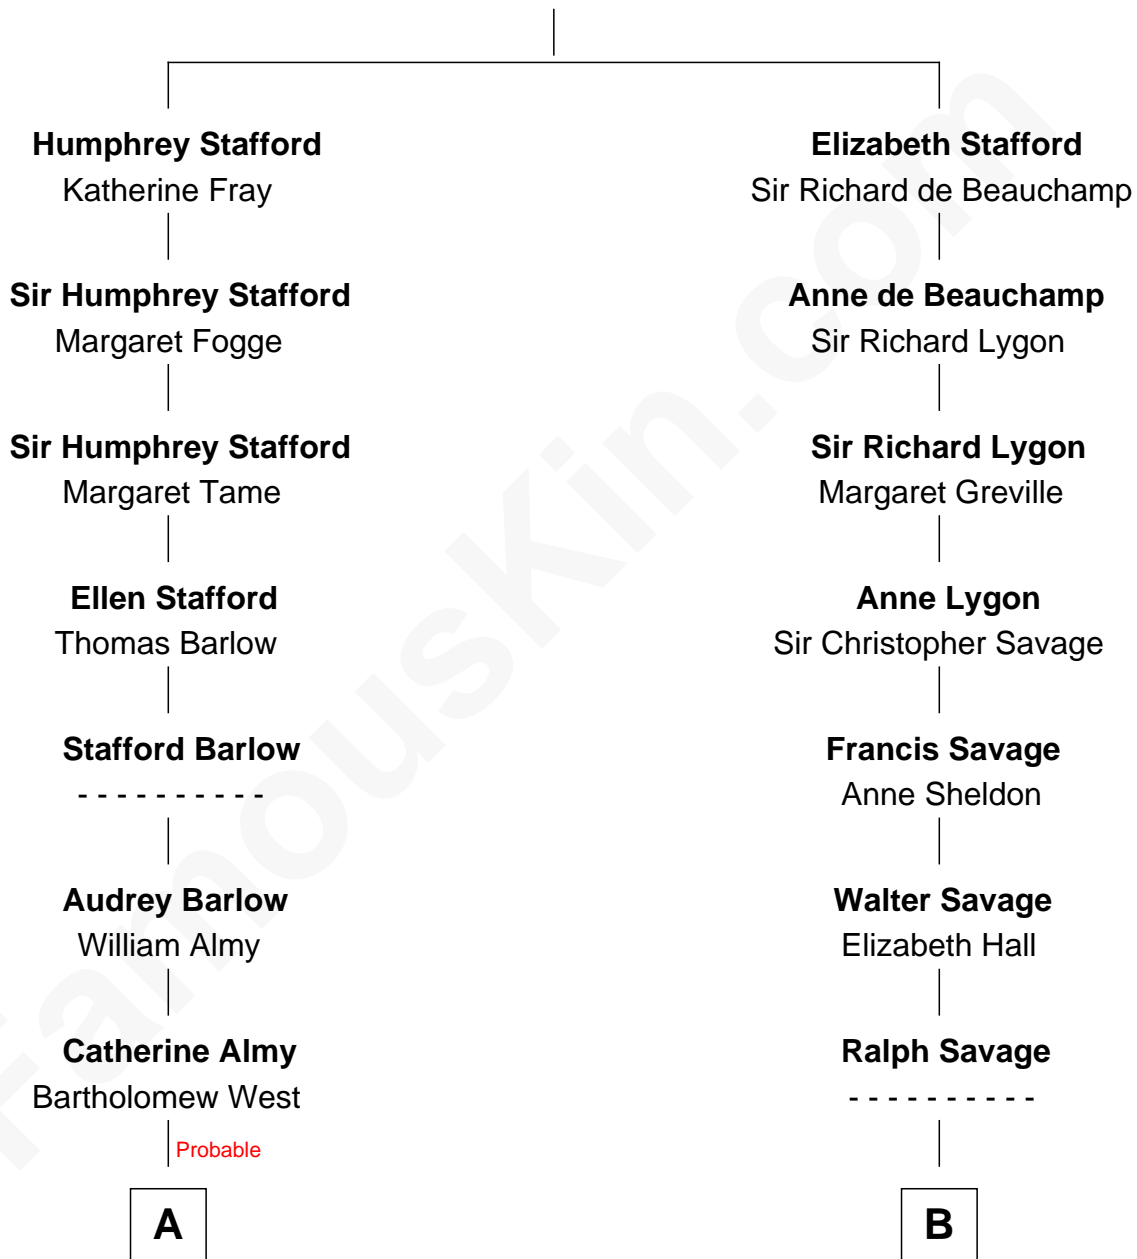 Humphrey Stafford
Katherine Fray
Sir Humphrey Stafford
Margaret Fogge
Sir Humphrey Stafford
Margaret Tame
Ellen Stafford
Thomas Barlow
Stafford Barlow
- - - - - - - - - -
Audrey Barlow
William Almy
Catherine Almy
Bartholomew West
Probable
A
Elizabeth Stafford
Sir Richard de Beauchamp
Anne de Beauchamp
Sir Richard Lygon
Sir Richard Lygon
Margaret Greville
Anne Lygon
Sir Christopher Savage
Francis Savage
Anne Sheldon
Walter Savage
Elizabeth Hall
Ralph Savage
- - - - - - - - - -
B
FamousKin.com